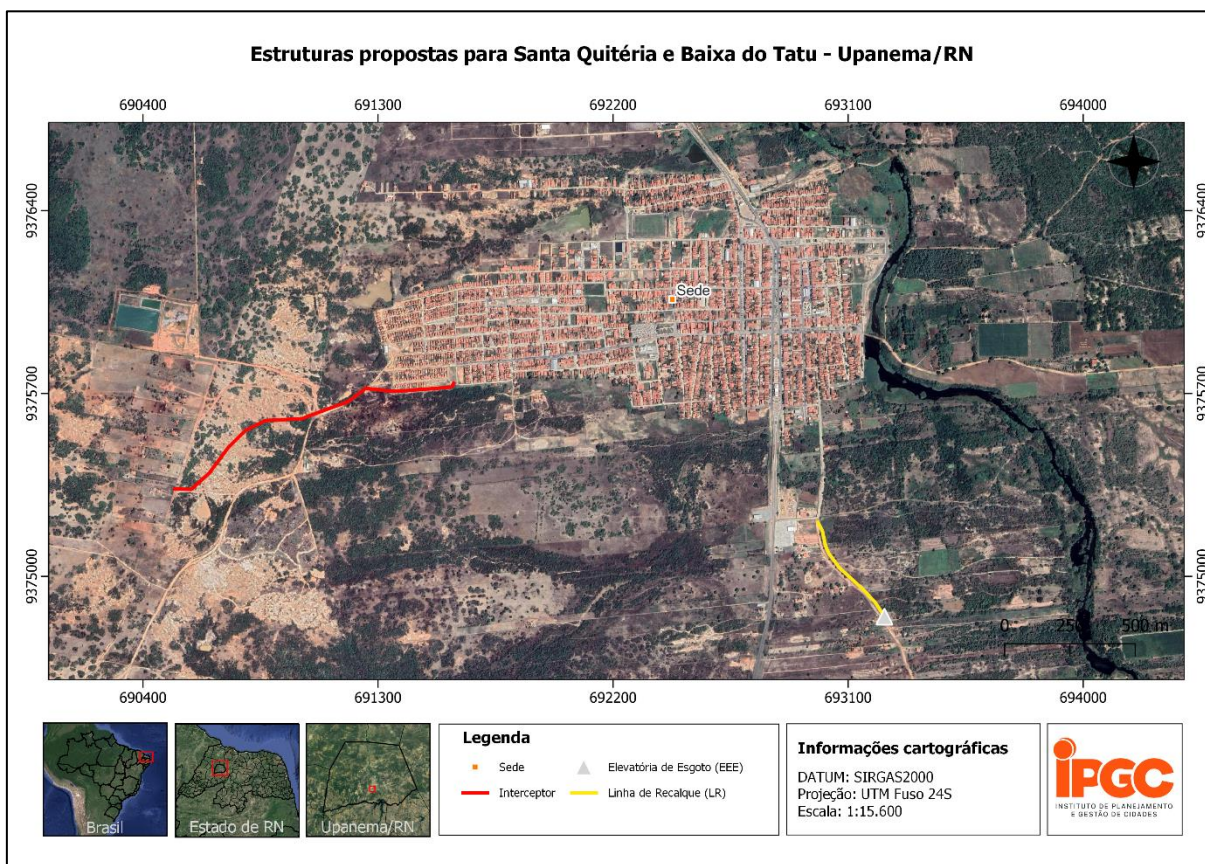 Estruturas propostas para Santa Quitéria e Baixa do Tatu - Upanema/RN
690400 691300 692200 693100 694000
9376400 9376400
Sede
9375700 9375700
9375000 9375000
0 250 500 m
690400 691300 692200 693100 694000
Brasil
Estado de RN
Upanema/RN
Legenda
Sede
Elevatória de Esgoto (EEE)
Interceptor
Linha de Recalque (LR)
Informações cartográficas
DATUM: SIRGAS2000
Projeção: UTM Fuso 24S
Escala: 1:15.600
iPGC
INSTITUTO DE PLANEJAMENTO
E GESTÃO DE CIDADES